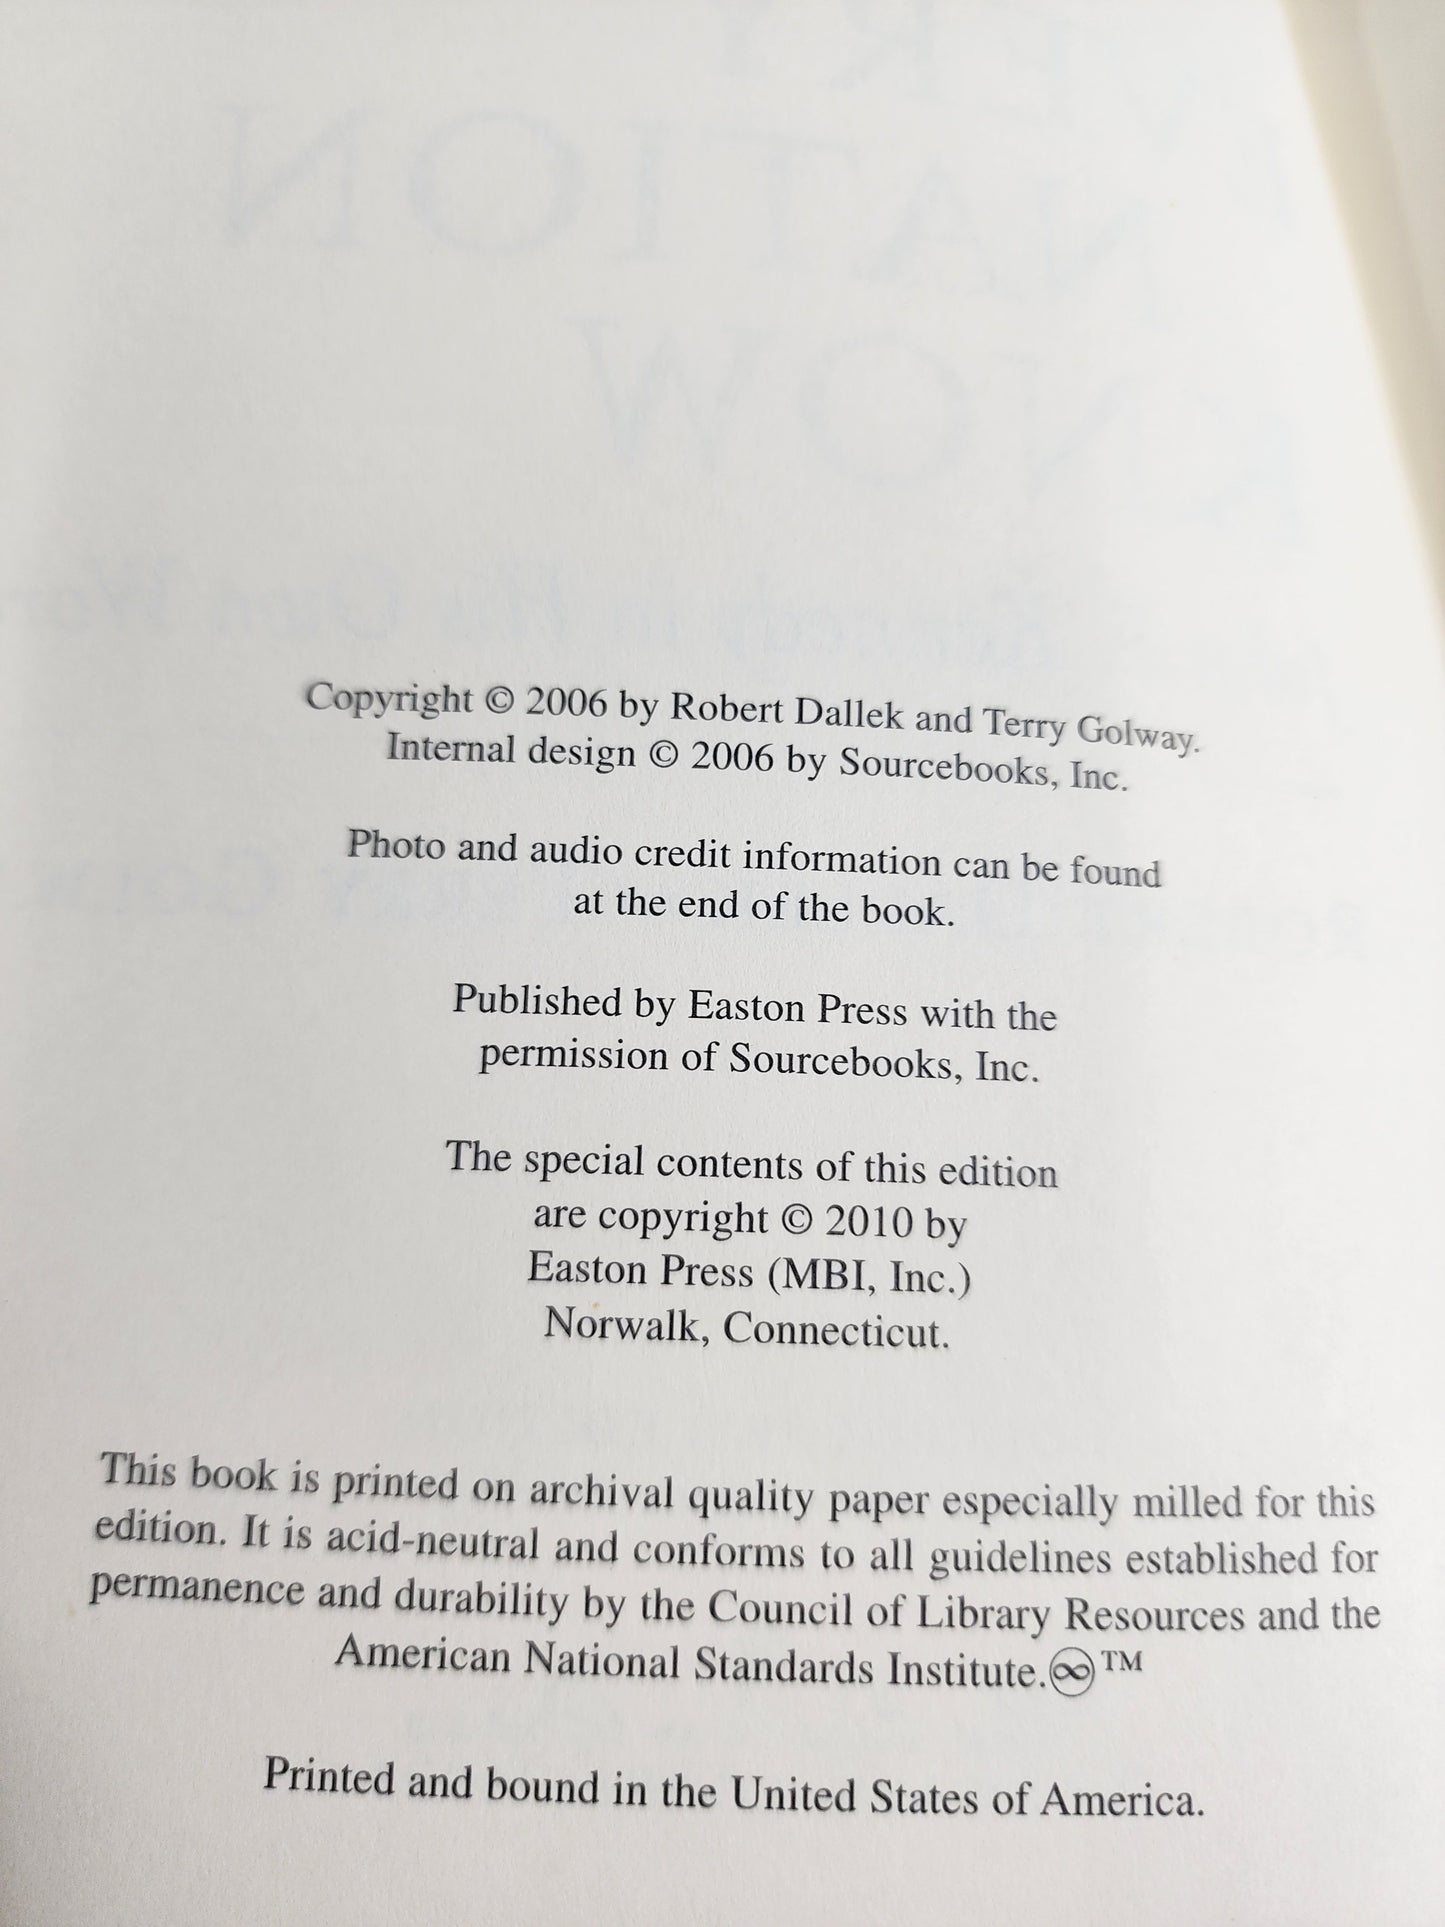 Copyright © 2006 by Robert Dallek and Terry Golway.
Internal design © 2006 by Sourcebooks, Inc.
Photo and audio credit information can be found
at the end of the book.
Published by Easton Press with the
permission of Sourcebooks, Inc.
The special contents of this edition
are copyright © 2010 by
Easton Press (MBI, Inc.)
Norwalk, Connecticut.
This book is printed on archival quality paper especially milled for this
edition. It is acid-neutral and conforms to all guidelines established for
permanence and durability by the Council of Library Resources and the
American National Standards Institute.♾™
Printed and bound in the United States of America.